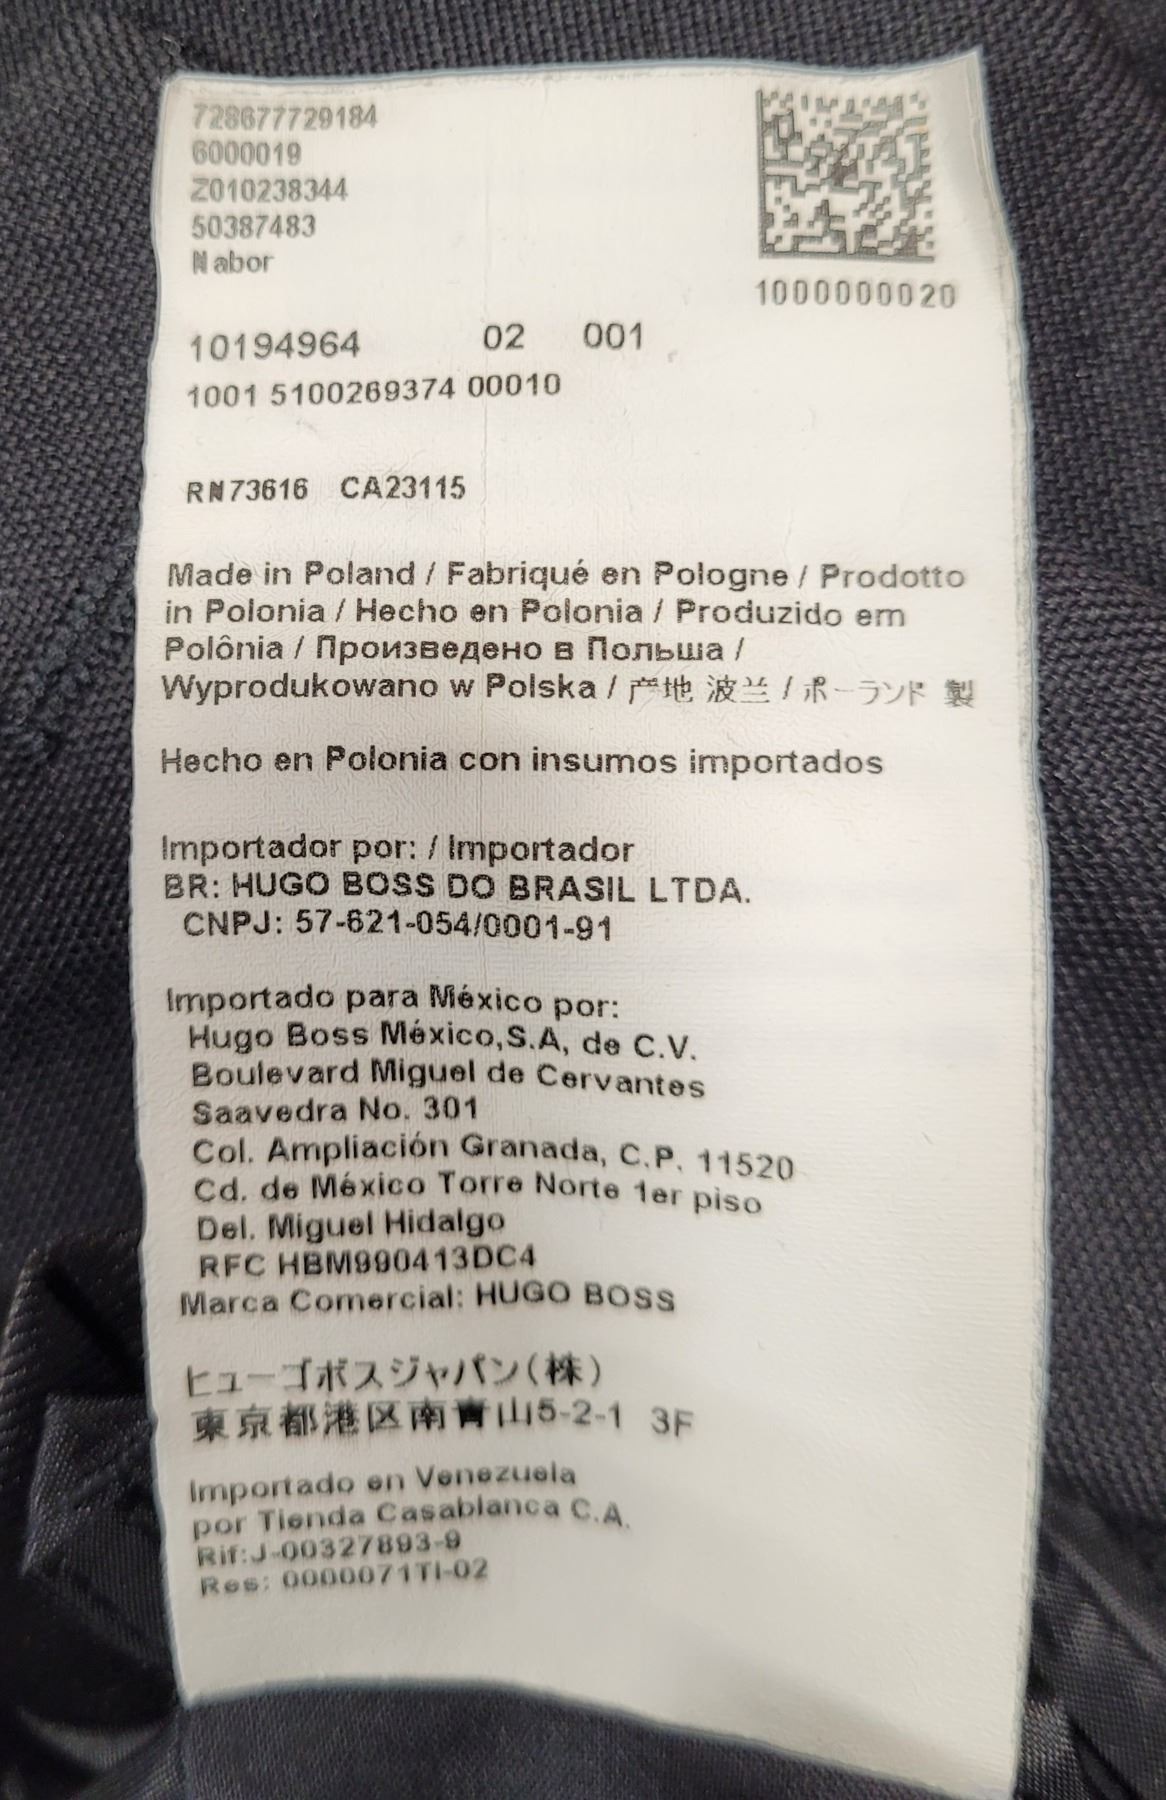 728677729184
6000019
Z010238344
50387483
Nabor
1000000020
10194964 02 001
1001 5100269374 00010
RN73616 CA23115
Made in Poland / Fabriqué en Pologne / Prodotto
in Polonia / Hecho en Polonia / Produzido em
Polônia / Произведено в Польша /
Wyprodukowano w Polska / 产地 波兰 / ポーランド 製
Hecho en Polonia con insumos importados
Importador por: / Importador
BR: HUGO BOSS DO BRASIL LTDA.
CNPJ: 57-621-054/0001-91
Importado para México por:
Hugo Boss México,S.A, de C.V.
Boulevard Miguel de Cervantes
Saavedra No. 301
Col. Ampliación Granada, C.P. 11520
Cd. de México Torre Norte 1er piso
Del. Miguel Hidalgo
RFC HBM990413DC4
Marca Comercial: HUGO BOSS
ヒューゴボスジャパン(株)
東京都港区南青山5-2-1 3F
Importado en Venezuela
por Tienda Casablanca C.A.
Rif:J-00327893-9
Res: 0000071TI-02